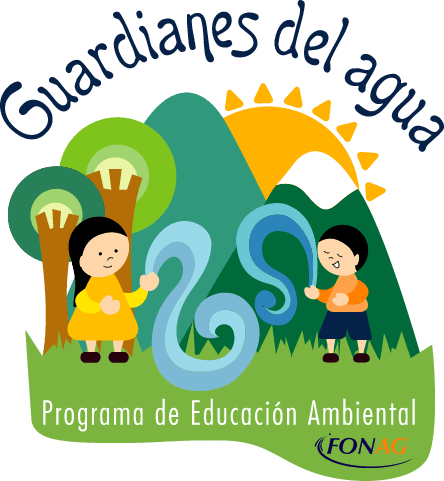 Guardianes del agua
Programa de Educación Ambiental
FONAG